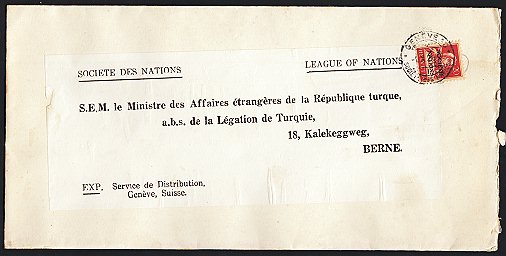 SOCIETE DES NATIONS
LEAGUE OF NATIONS
GENÈVE
S.E.M. le Ministre des Affaires étrangères de la République turque,
a.b.s. de la Légation de Turquie,
18, Kalekeggweg,
BERNE.
EXP. Service de Distribution,
Genève, Suisse.